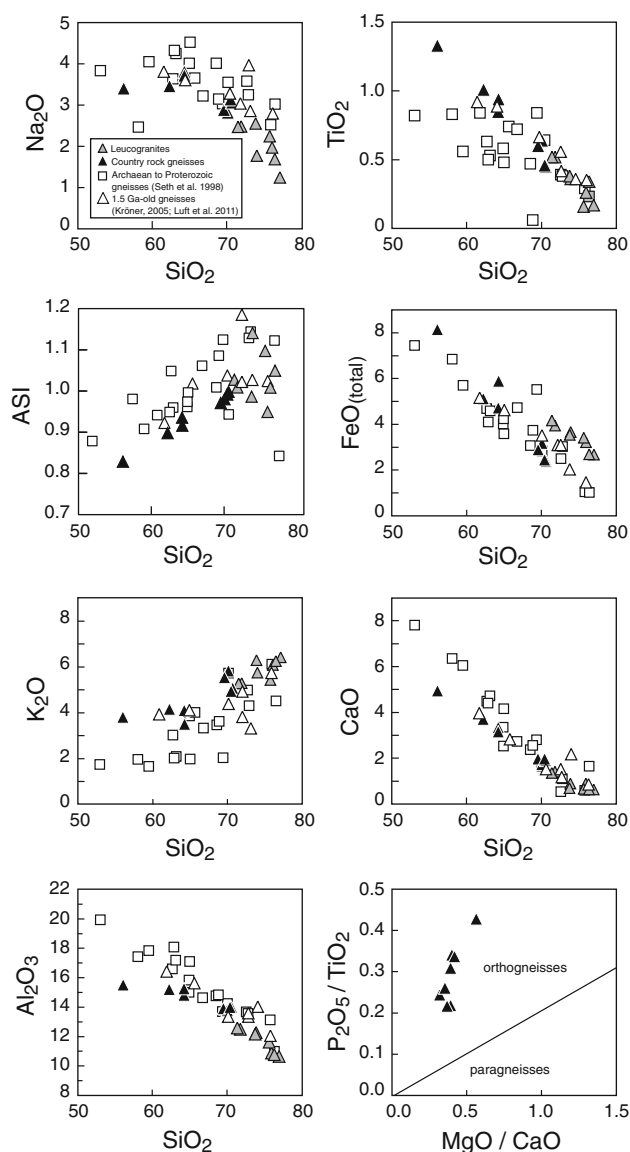 5
4
3
2
1
0
Na2O
Leucogranites
Country rock gneisses
Archaean to Proterozoic
gneisses (Seth et al. 1998)
1.5 Ga-old gneisses
(Kröner, 2005; Luft et al. 2011)
50 60 70 80
SiO2
1.5
1.0
0.5
0.0
TiO2
50 60 70 80
SiO2
1.2
1.1
1.0
0.9
0.8
0.7
ASI
50 60 70 80
SiO2
8
6
4
2
0
FeO(total)
50 60 70 80
SiO2
8
6
4
2
0
K2O
50 60 70 80
SiO2
8
6
4
2
0
CaO
50 60 70 80
SiO2
22
20
18
16
14
12
10
8
Al2O3
50 60 70 80
SiO2
0.5
0.4
0.3
0.2
0.1
0.0
P2O5 / TiO2
orthogneisses
paragneisses
0.0 0.5 1.0 1.5
MgO / CaO